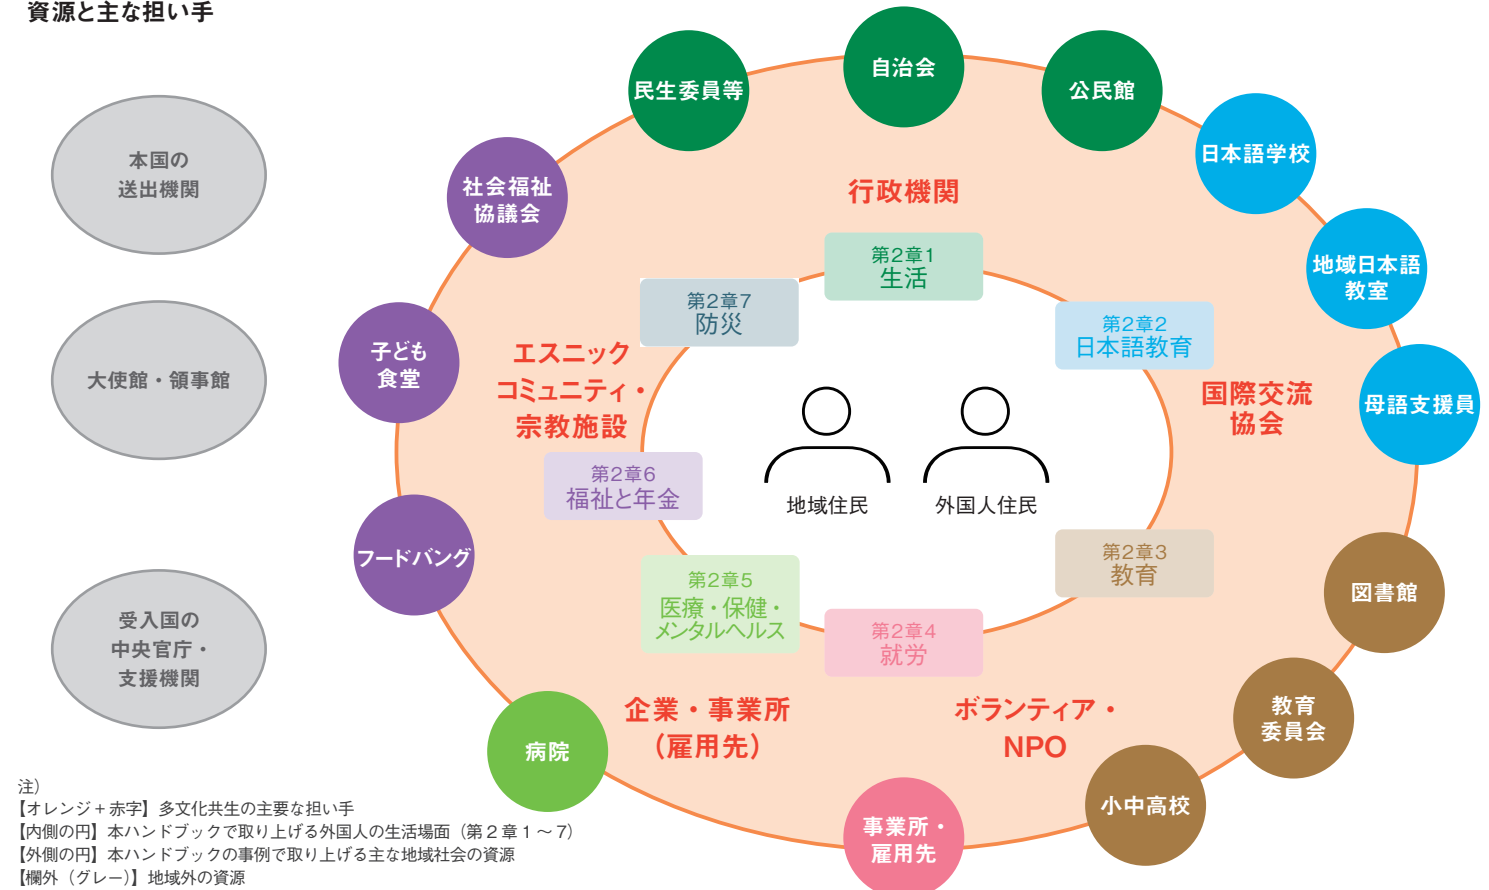 資源と主な担い手
本国の
送出機関
大使館・領事館
受入国の
中央官庁・
支援機関
民生委員等
自治会
公民館
日本語学校
地域日本語
教室
母語支援員
図書館
教育
委員会
小中高校
事業所・
雇用先
病院
フードバング
子ども
食堂
社会福祉
協議会
行政機関
国際交流
協会
ボランティア・
NPO
企業・事業所
（雇用先）
エスニック
コミュニティ・
宗教施設
第2章1
生活
第2章2
日本語教育
第2章3
教育
第2章4
就労
第2章5
医療・保健・
メンタルヘルス
第2章6
福祉と年金
第2章7
防災
地域住民
外国人住民
注）
【オレンジ＋赤字】多文化共生の主要な担い手
【内側の円】本ハンドブックで取り上げる外国人の生活場面（第２章１～７）
【外側の円】本ハンドブックの事例で取り上げる主な地域社会の資源
【欄外（グレー）】地域外の資源